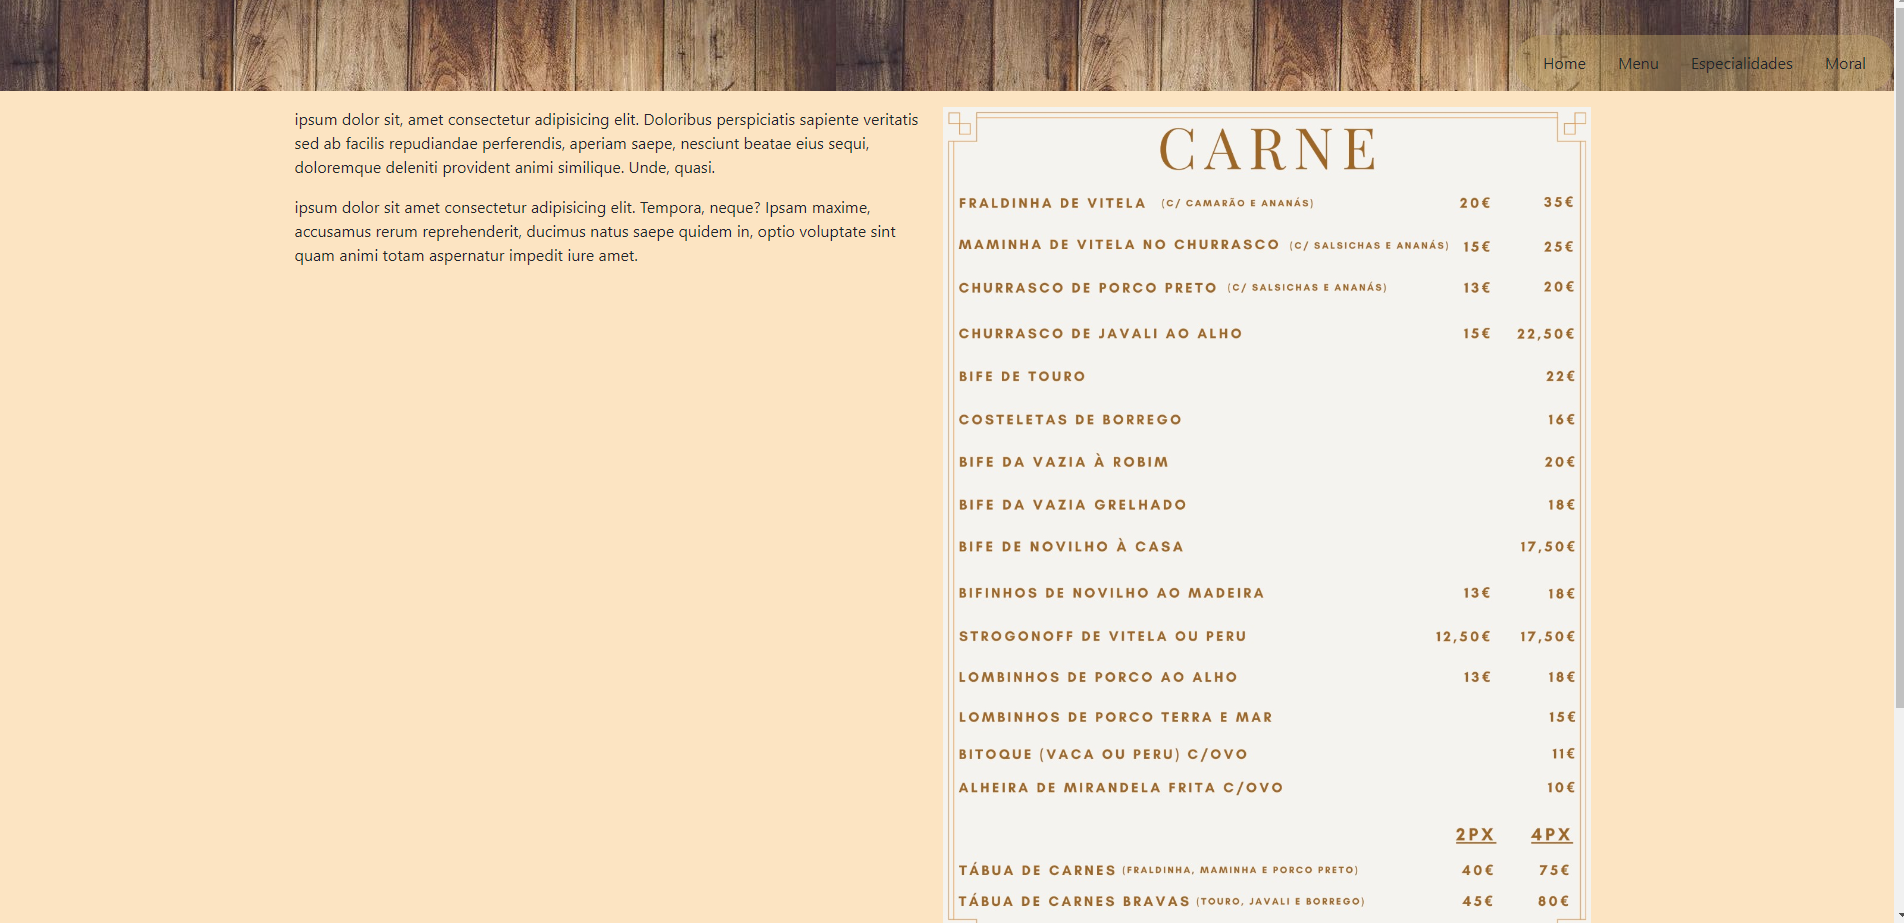 Home Menu Especialidades Moral
ipsum dolor sit, amet consectetur adipisicing elit. Doloribus perspiciatis sapiente veritatis
sed ab facilis repudiandae perferendis, aperiam saepe, nesciunt beatae eius sequi,
doloremque deleniti provident animi similique. Unde, quasi.
ipsum dolor sit amet consectetur adipisicing elit. Tempora, neque? Ipsam maxime,
accusamus rerum reprehenderit, ducimus natus saepe quidem in, optio voluptate sint
quam animi totam aspernatur impedit iure amet.
CARNE
FRALDINHA DE VITELA (C/ CAMARÃO E ANANÁS) 20€ 35€
MAMINHA DE VITELA NO CHURRASCO (C/ SALSICHAS E ANANÁS) 15€ 25€
CHURRASCO DE PORCO PRETO (C/ SALSICHAS E ANANÁS) 13€ 20€
CHURRASCO DE JAVALI AO ALHO 15€ 22,50€
BIFE DE TOURO 22€
COSTELETAS DE BORREGO 16€
BIFE DA VAZIA À ROBIM 20€
BIFE DA VAZIA GRELHADO 18€
BIFE DE NOVILHO À CASA 17,50€
BIFINHOS DE NOVILHO AO MADEIRA 13€ 18€
STROGONOFF DE VITELA OU PERU 12,50€ 17,50€
LOMBINHOS DE PORCO AO ALHO 13€ 18€
LOMBINHOS DE PORCO TERRA E MAR 15€
BITOQUE (VACA OU PERU) C/OVO 11€
ALHEIRA DE MIRANDELA FRITA C/OVO 10€
2PX 4PX
TÁBUA DE CARNES (FRALDINHA, MAMINHA E PORCO PRETO) 40€ 75€
TÁBUA DE CARNES BRAVAS (TOURO, JAVALI E BORREGO) 45€ 80€